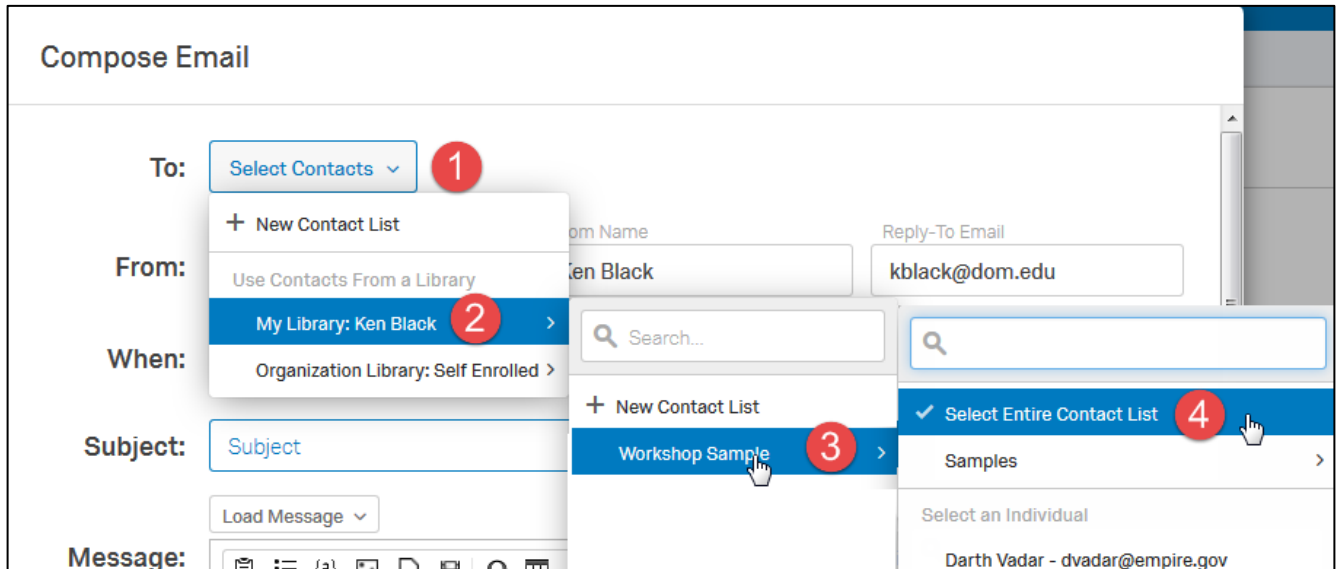 Compose Email
To:
Select Contacts
1
+ New Contact List
Use Contacts From a Library
My Library: Ken Black
2
Organization Library: Self Enrolled
From:
om Name
Ken Black
Reply-To Email
kblack@dom.edu
When:
Search...
+ New Contact List
Workshop Sample
3
Select Entire Contact List
4
Samples
Select an Individual
Darth Vadar - dvadar@empire.gov
Subject:
Subject
Load Message
Message: